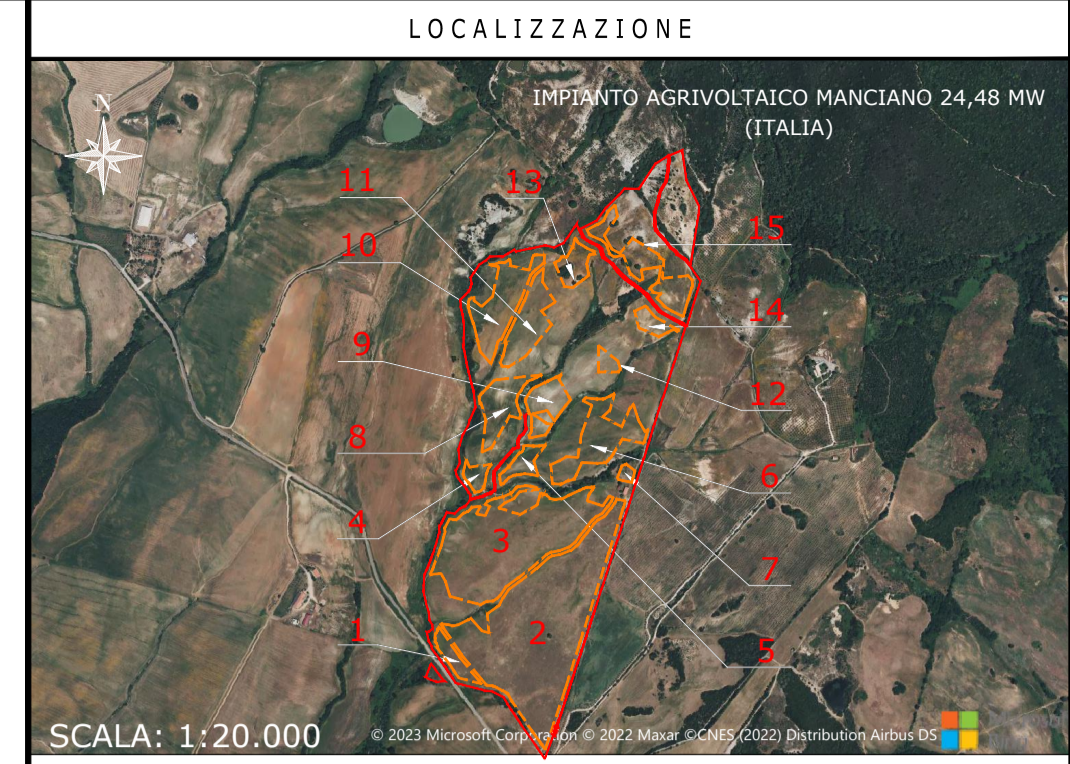 LOCALIZZAZIONE
N
IMPIANTO AGRIVOLTAICO MANCIANO 24,48 MW
(ITALIA)
11
13
10
15
14
9
12
8
6
4
3
7
1
2
5
SCALA: 1:20.000
© 2023 Microsoft Corporation © 2022 Maxar ©CNES (2022) Distribution Airbus DS
Microsoft